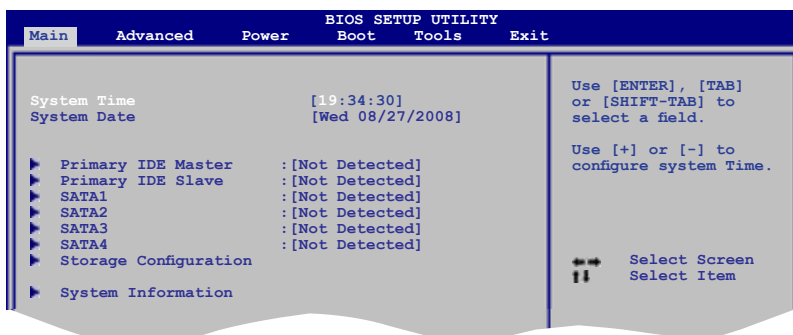 BIOS SETUP UTILITY
Main Advanced Power Boot Tools Exit
System Time [19:34:30]
System Date [Wed 08/27/2008]
Primary IDE Master :[Not Detected]
Primary IDE Slave :[Not Detected]
SATA1 :[Not Detected]
SATA2 :[Not Detected]
SATA3 :[Not Detected]
SATA4 :[Not Detected]
Storage Configuration
System Information
Use [ENTER], [TAB]
or [SHIFT-TAB] to
select a field.
Use [+] or [-] to
configure system Time.
Select Screen
Select Item